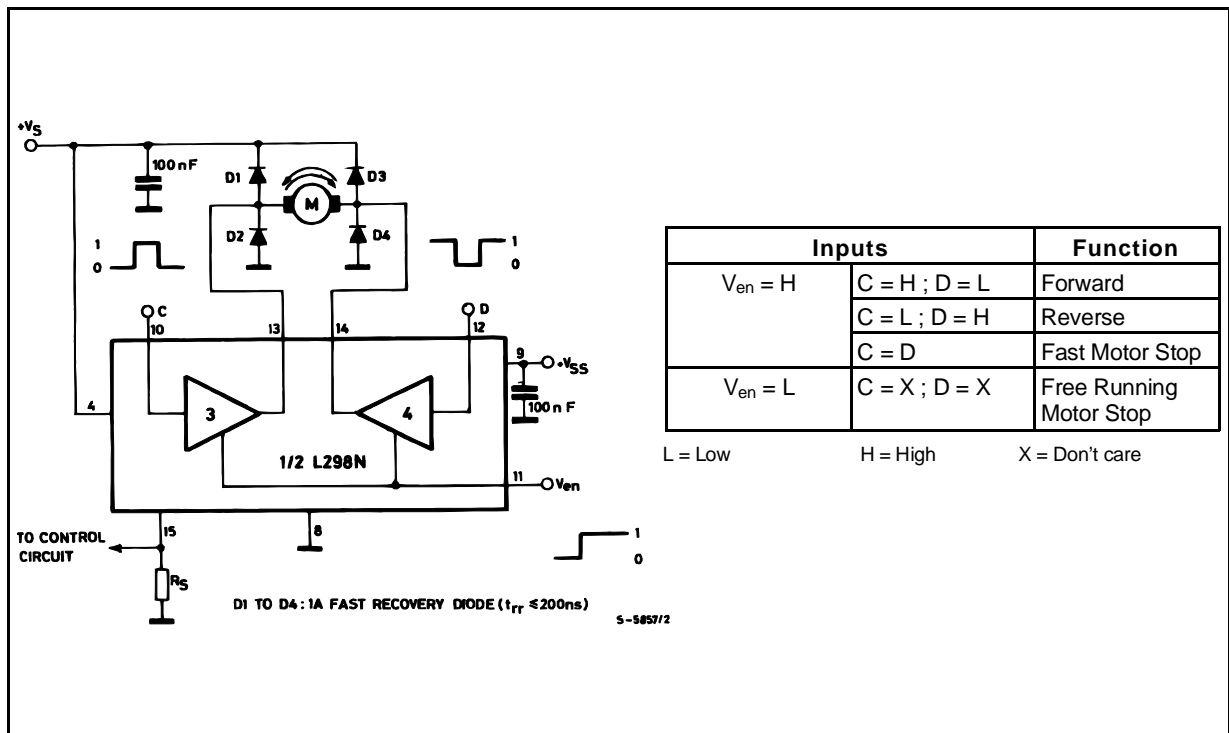 +VS
100nF
D1
D3
M
D2
D4
1
0
1
0
C
D
10
13
14
12
9
+VSS
100nF
4
3
4
1/2 L298N
11
Ven
15
8
TO CONTROL
CIRCUIT
RS
1
0
D1 TO D4 : 1A FAST RECOVERY DIODE (trr ≤ 200ns)
S-5857/2
Inputs Function
Ven = H C = H ; D = L Forward
C = L ; D = H Reverse
C = D Fast Motor Stop
Ven = L C = X ; D = X Free Running
Motor Stop
L = Low H = High X = Don't care